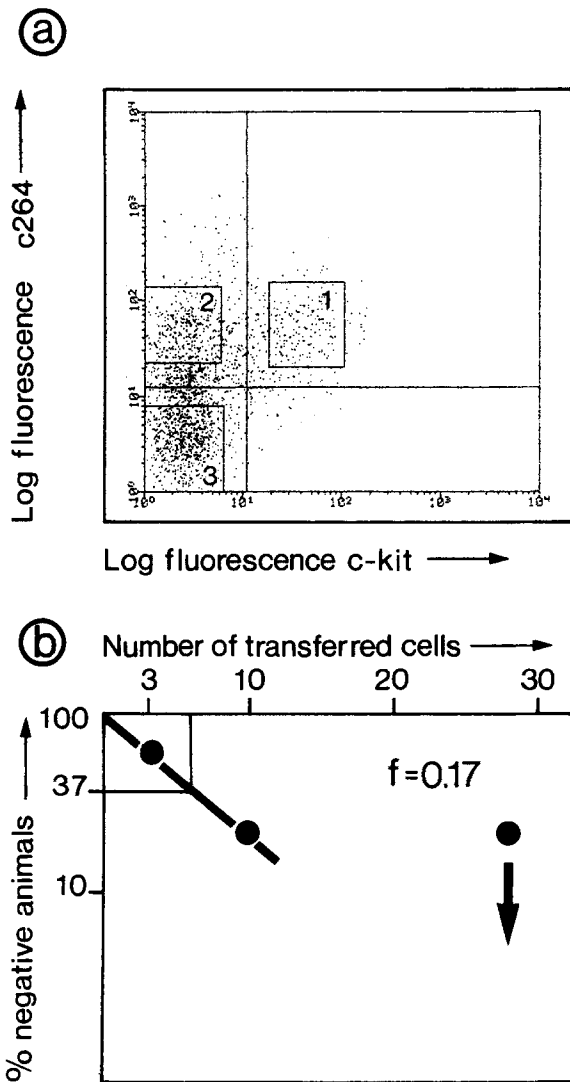 a
Log fluorescence c264
10⁴
10³
10²
10¹
10⁰
2
1
3
10⁰ 10¹ 10² 10³ 10⁴
Log fluorescence c-kit
b
Number of transferred cells
3 10 20 30
% negative animals
100
37
10
f=0.17